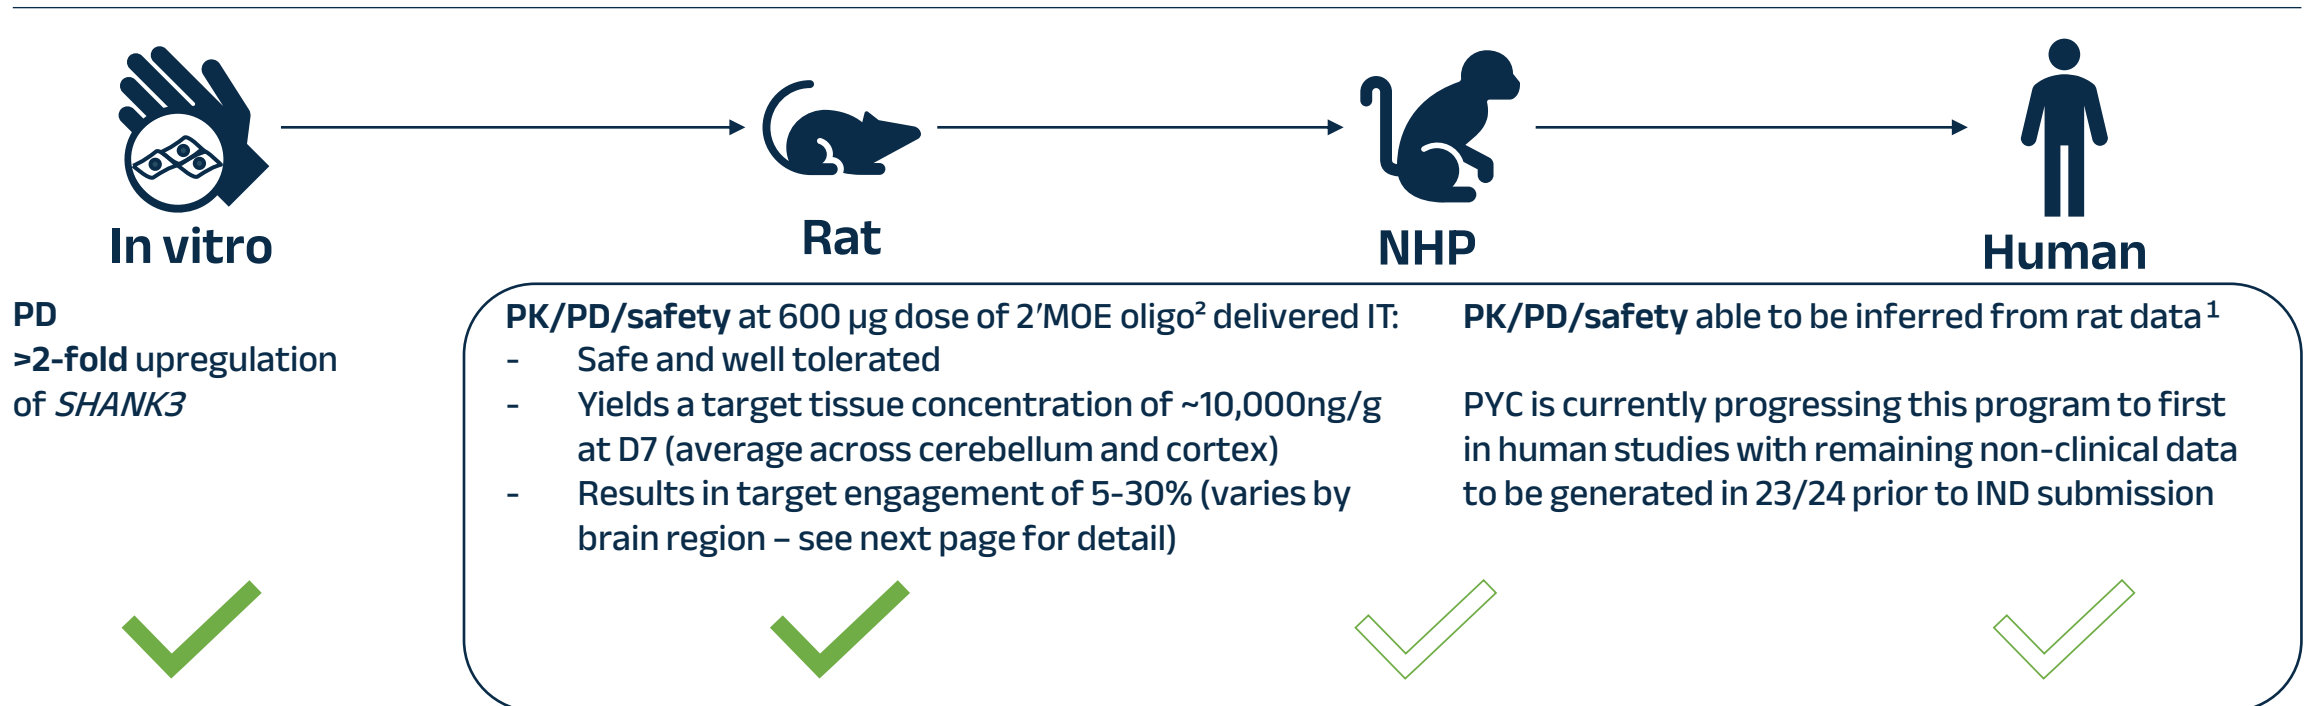 In vitro
Rat
NHP
Human
PD
>2-fold upregulation
of SHANK3
PK/PD/safety at 600 µg dose of 2'MOE oligo² delivered IT:
- Safe and well tolerated
- Yields a target tissue concentration of ~10,000ng/g
at D7 (average across cerebellum and cortex)
- Results in target engagement of 5-30% (varies by
brain region – see next page for detail)
PK/PD/safety able to be inferred from rat data¹
PYC is currently progressing this program to first
in human studies with remaining non-clinical data
to be generated in 23/24 prior to IND submission